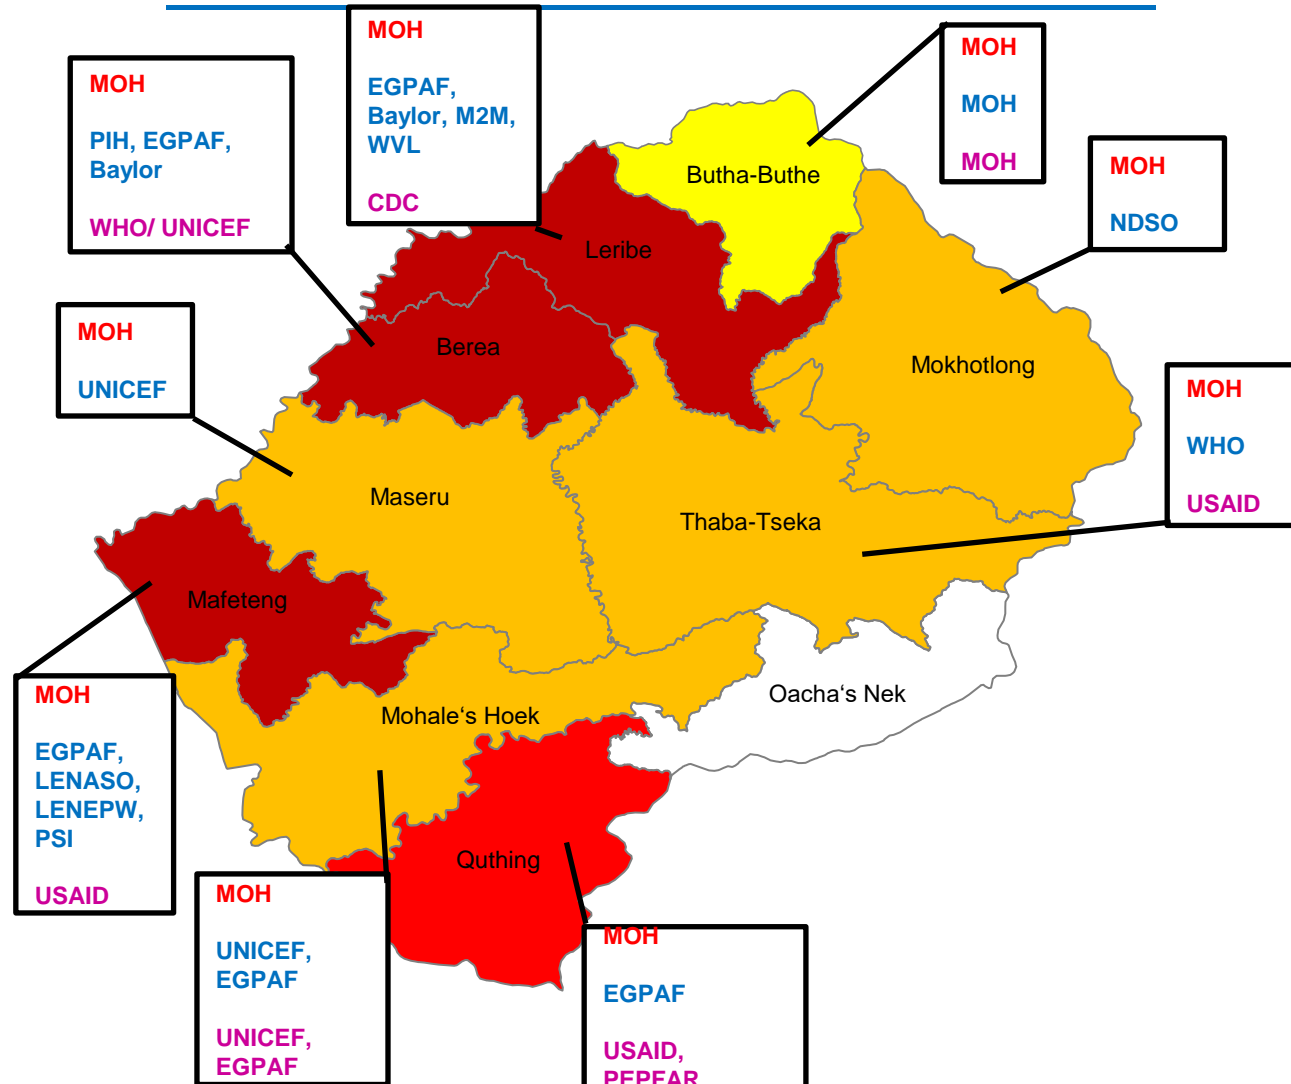 MOH
EGPAF,
Baylor, M2M,
WVL
CDC
MOH
PIH, EGPAF,
Baylor
WHO/ UNICEF
MOH
MOH
MOH
MOH
NDSO
MOH
UNICEF
MOH
WHO
USAID
Butha-Buthe
Leribe
Berea
Mokhotlong
Maseru
Thaba-Tseka
Mafeteng
Oacha‘s Nek
Mohale‘s Hoek
Quthing
MOH
EGPAF,
LENASO,
LENEPW,
PSI
USAID
MOH
UNICEF,
EGPAF
UNICEF,
EGPAF
MOH
EGPAF
USAID,
PEPFAR